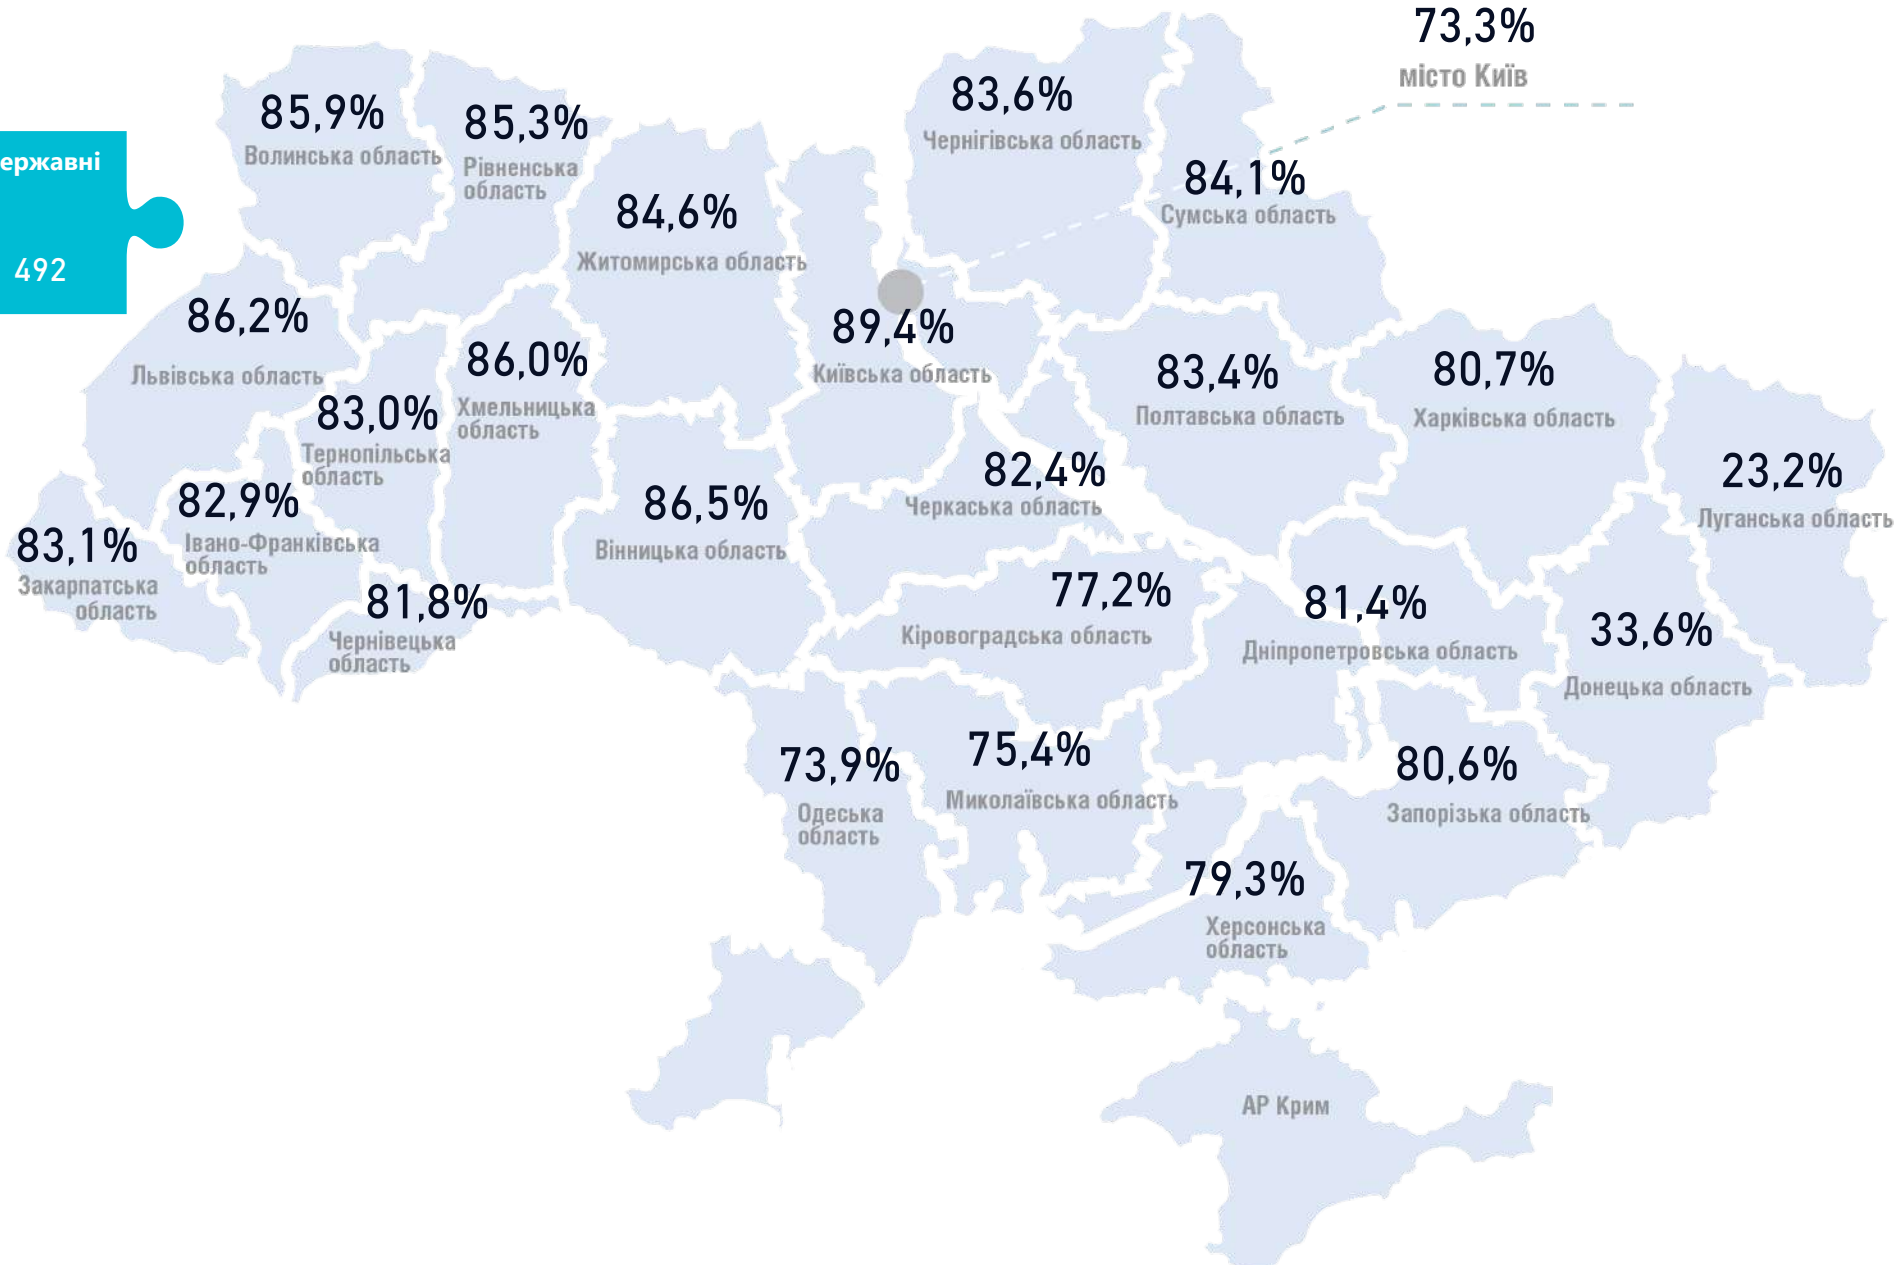 73,3%
місто Київ
83,6%
Чернігівська область
85,9%
Волинська область
85,3%
Рівненська
область
ержавні
492
84,1%
Сумська область
84,6%
Житомирська область
86,2%
Львівська область
89,4%
Київська область
86,0%
Хмельницька
область
83,4%
Полтавська область
80,7%
Харківська область
83,0%
Тернопільська
область
82,4%
Черкаська область
23,2%
Луганська область
82,9%
Івано-Франківська
область
86,5%
Вінницька область
83,1%
Закарпатська
область
81,8%
Чернівецька
область
77,2%
Кіровоградська область
81,4%
Дніпропетровська область
33,6%
Донецька область
73,9%
Одеська
область
75,4%
Миколаївська область
80,6%
Запорізька область
79,3%
Херсонська
область
АР Крим